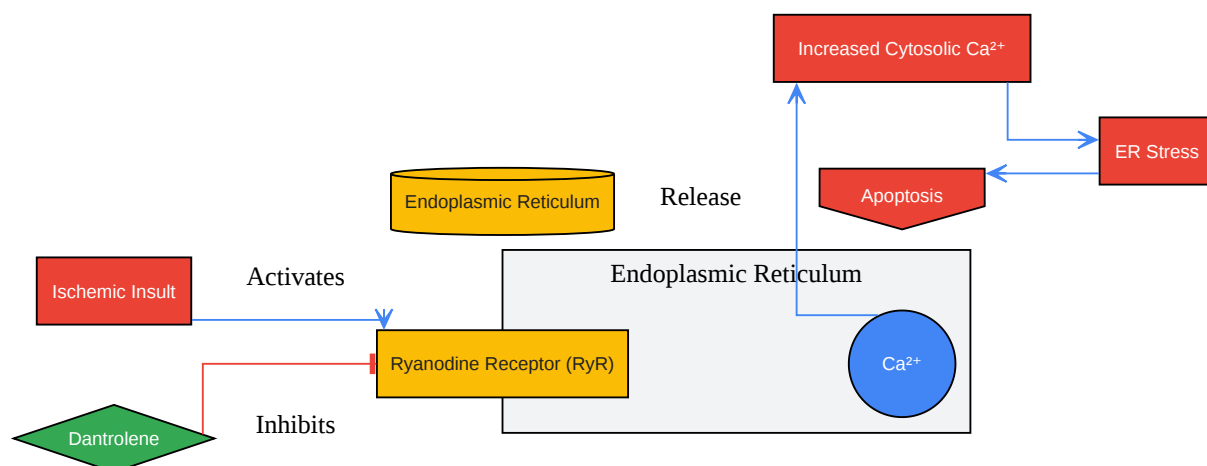 Increased Cytosolic Ca²⁺
ER Stress
Endoplasmic Reticulum
Release
Apoptosis
Ischemic Insult
Activates
Endoplasmic Reticulum
Ryanodine Receptor (RyR)
Ca²⁺
Dantrolene
Inhibits